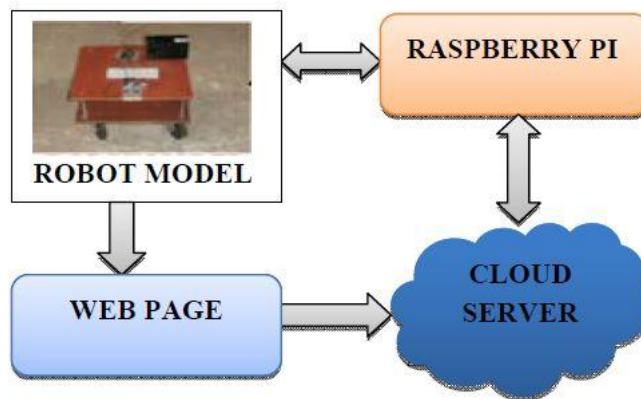 RASPBERRY PI
ROBOT MODEL
WEB PAGE
CLOUD
SERVER